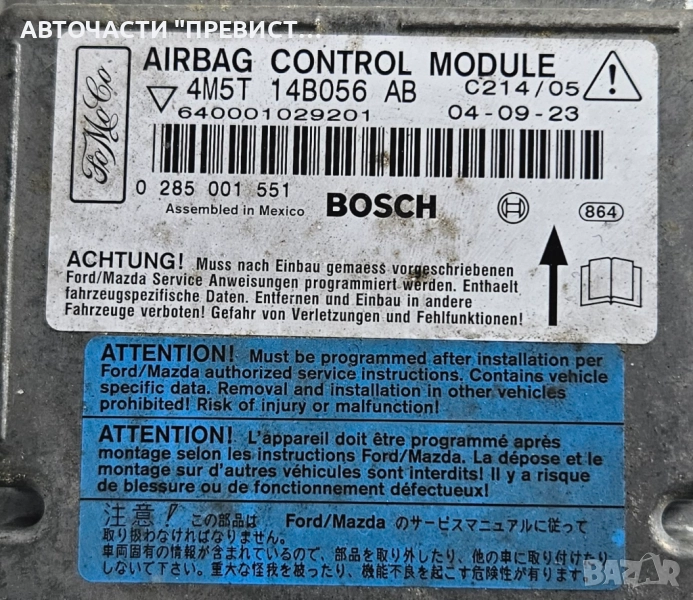 АВТОЧАСТИ "ПРЕВИСТ...
FoMoCo
AIRBAG CONTROL MODULE
4M5T 14B056 AB C214/05
640001029201 04-09-23
0 285 001 551
Assembled in Mexico BOSCH 864
ACHTUNG! Muss nach Einbau gemaess vorgeschriebenen
Ford/Mazda Service Anweisungen programmiert werden. Enthaelt
fahrzeugspezifische Daten. Entfernen und Einbau in andere
Fahrzeuge verboten! Gefahr von Verletzungen und Fehlfunktionen!
ATTENTION! Must be programmed after installation per
Ford/Mazda authorized service instructions. Contains vehicle
specific data. Removal and installation in other vehicles
prohibited! Risk of injury or malfunction!
ATTENTION! L'appareil doit être programmé après
montage selon les instructions Ford/Mazda. La dépose et le
montage sur d'autres véhicules sont interdits! Il y a risque
de blessure ou de fonctionnement défectueux!
注意! この部品は Ford/Mazda のサービスマニュアルに従って
取り扱わなければなりません。
車両固有の情報が含まれているので、部品を取り外したり、他の車に取り付けたり
しないで下さい。重大な怪我を被ったり、機能不良を起こす危険性が有ります
bazar